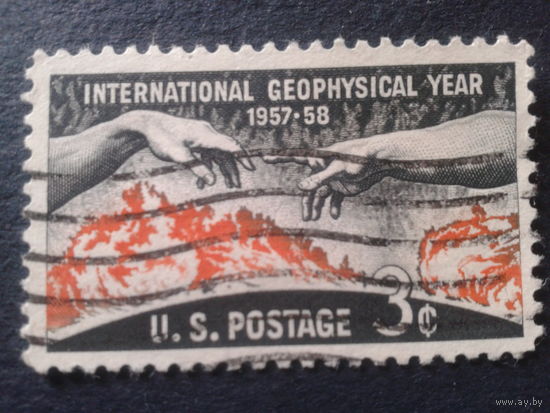 INTERNATIONAL GEOPHYSICAL YEAR
1957·58
U. S. POSTAGE 3¢
www.ay.by